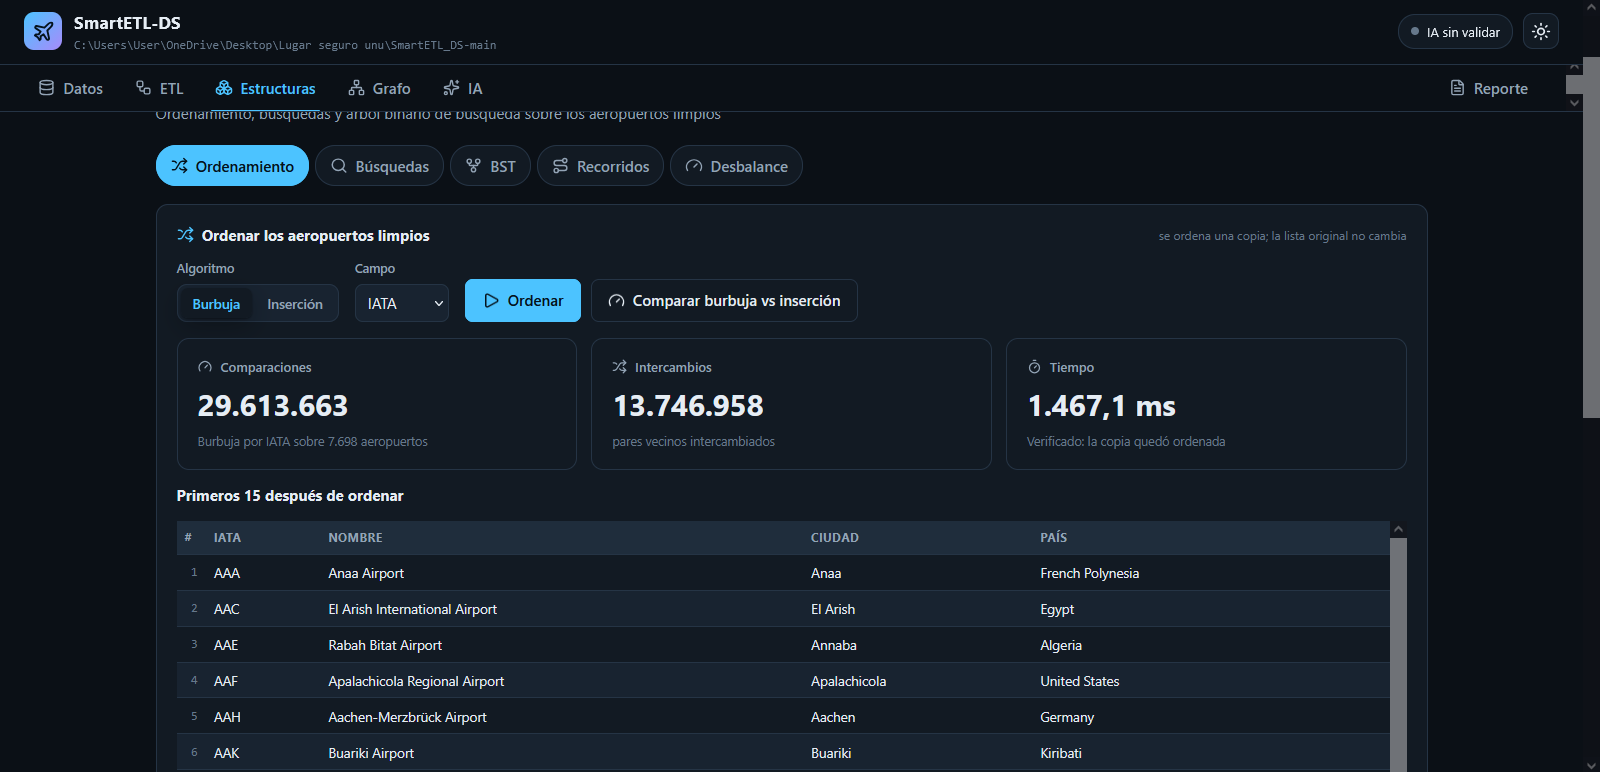 SmartETL-DS
C:\Users\User\OneDrive\Desktop\Lugar seguro unu\SmartETL_DS-main
IA sin validar
Datos
ETL
Estructuras
Grafo
IA
Reporte
Ordenamiento, búsquedas y árbol binario de búsqueda sobre los aeropuertos limpios
Ordenamiento
Búsquedas
BST
Recorridos
Desbalance
Ordenar los aeropuertos limpios
se ordena una copia; la lista original no cambia
Algoritmo
Campo
Burbuja
Inserción
IATA
Ordenar
Comparar burbuja vs inserción
Comparaciones
29.613.663
Burbuja por IATA sobre 7.698 aeropuertos
Intercambios
13.746.958
pares vecinos intercambiados
Tiempo
1.467,1 ms
Verificado: la copia quedó ordenada
Primeros 15 después de ordenar
# IATA NOMBRE CIUDAD PAÍS
1 AAA Anaa Airport Anaa French Polynesia
2 AAC El Arish International Airport El Arish Egypt
3 AAE Rabah Bitat Airport Annaba Algeria
4 AAF Apalachicola Regional Airport Apalachicola United States
5 AAH Aachen-Merzbrück Airport Aachen Germany
6 AAK Buariki Airport Buariki Kiribati